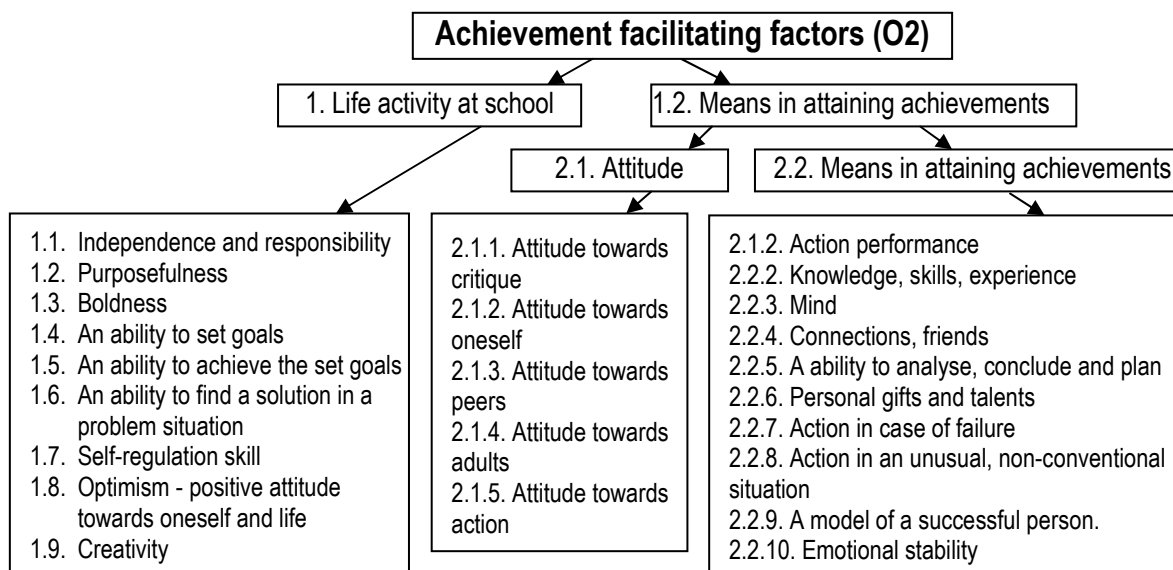 Achievement facilitating factors (O2)
1. Life activity at school
1.2. Means in attaining achievements
2.1. Attitude
2.2. Means in attaining achievements
1.1. Independence and responsibility
1.2. Purposefulness
1.3. Boldness
1.4. An ability to set goals
1.5. An ability to achieve the set goals
1.6. An ability to find a solution in a
problem situation
1.7. Self-regulation skill
1.8. Optimism - positive attitude
towards oneself and life
1.9. Creativity
2.1.1. Attitude towards
critique
2.1.2. Attitude towards
oneself
2.1.3. Attitude towards
peers
2.1.4. Attitude towards
adults
2.1.5. Attitude towards
action
2.1.2. Action performance
2.2.2. Knowledge, skills, experience
2.2.3. Mind
2.2.4. Connections, friends
2.2.5. A ability to analyse, conclude and plan
2.2.6. Personal gifts and talents
2.2.7. Action in case of failure
2.2.8. Action in an unusual, non-conventional
situation
2.2.9. A model of a successful person.
2.2.10. Emotional stability